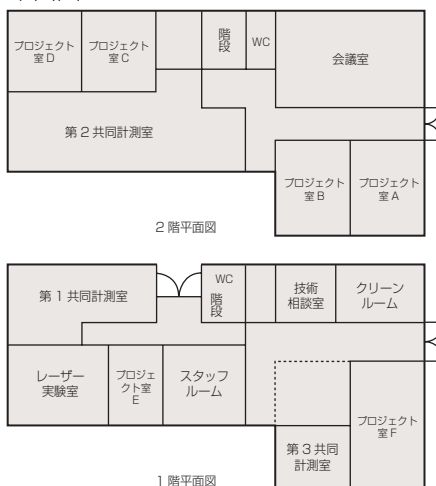 プロジェクト
室D
プロジェクト
室C
階
段
WC
会議室
第2共同計測室
プロジェクト
室B
プロジェクト
室A
2階平面図
第1共同計測室
WC
階
段
技術
相談室
クリーン
ルーム
レーザー
実験室
プロジェ
クト室
E
スタッフ
ルーム
プロジェクト
室F
第3共同
計測室
1階平面図